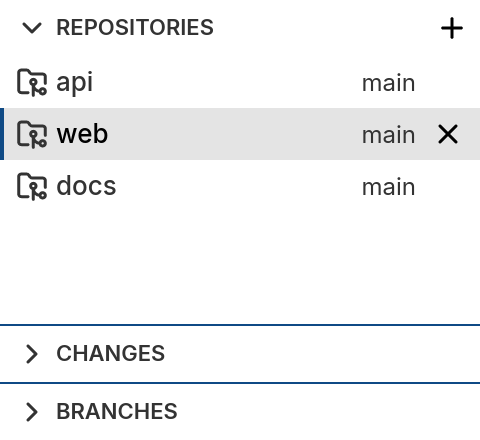 REPOSITORIES
api main
web main
docs main
CHANGES
BRANCHES